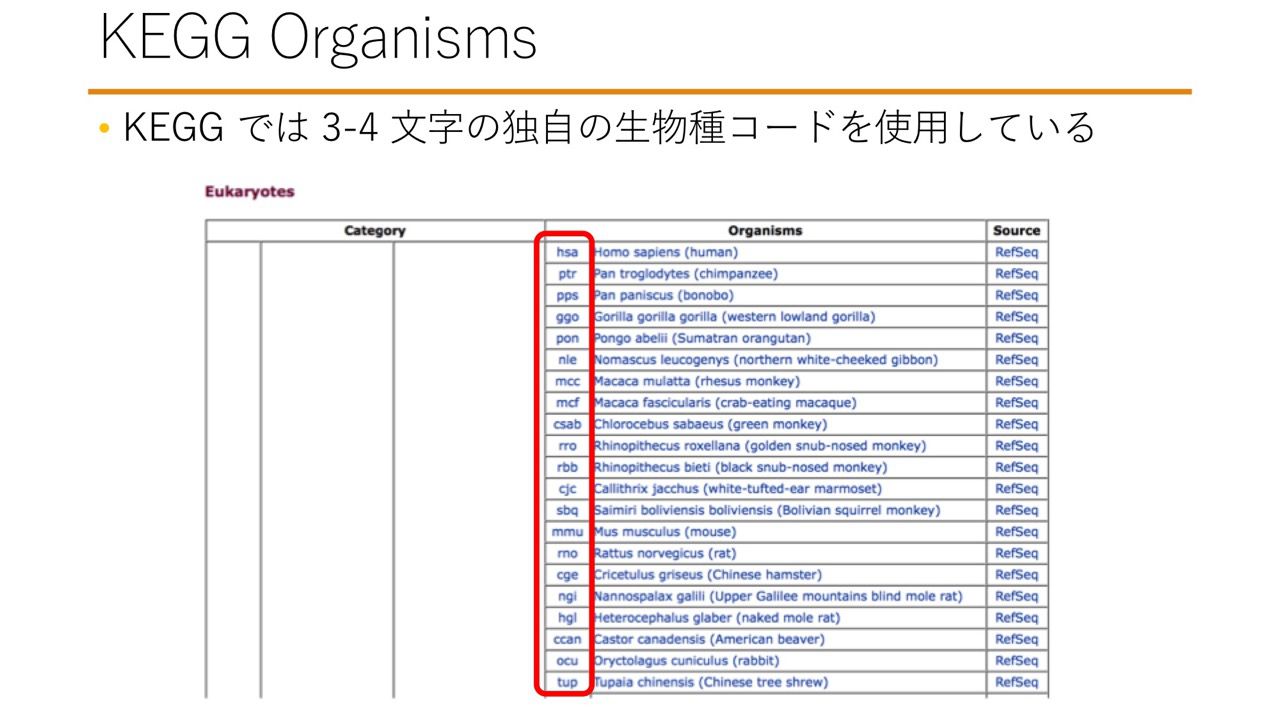 KEGG Organisms
• KEGG では 3-4 文字の独自の生物種コードを使用している
Eukaryotes
Category Organisms Source
hsa Homo sapiens (human) RefSeq
ptr Pan troglodytes (chimpanzee) RefSeq
pps Pan paniscus (bonobo) RefSeq
ggo Gorilla gorilla gorilla (western lowland gorilla) RefSeq
pon Pongo abelii (Sumatran orangutan) RefSeq
nle Nomascus leucogenys (northern white-cheeked gibbon) RefSeq
mcc Macaca mulatta (rhesus monkey) RefSeq
mcf Macaca fascicularis (crab-eating macaque) RefSeq
csab Chlorocebus sabaeus (green monkey) RefSeq
rro Rhinopithecus roxellana (golden snub-nosed monkey) RefSeq
rbb Rhinopithecus bieti (black snub-nosed monkey) RefSeq
cjc Callithrix jacchus (white-tufted-ear marmoset) RefSeq
sbq Saimiri boliviensis boliviensis (Bolivian squirrel monkey) RefSeq
mmu Mus musculus (mouse) RefSeq
rno Rattus norvegicus (rat) RefSeq
cge Cricetulus griseus (Chinese hamster) RefSeq
ngi Nannospalax galili (Upper Galilee mountains blind mole rat) RefSeq
hgl Heterocephalus glaber (naked mole rat) RefSeq
ccan Castor canadensis (American beaver) RefSeq
ocu Oryctolagus cuniculus (rabbit) RefSeq
tup Tupaia chinensis (Chinese tree shrew) RefSeq